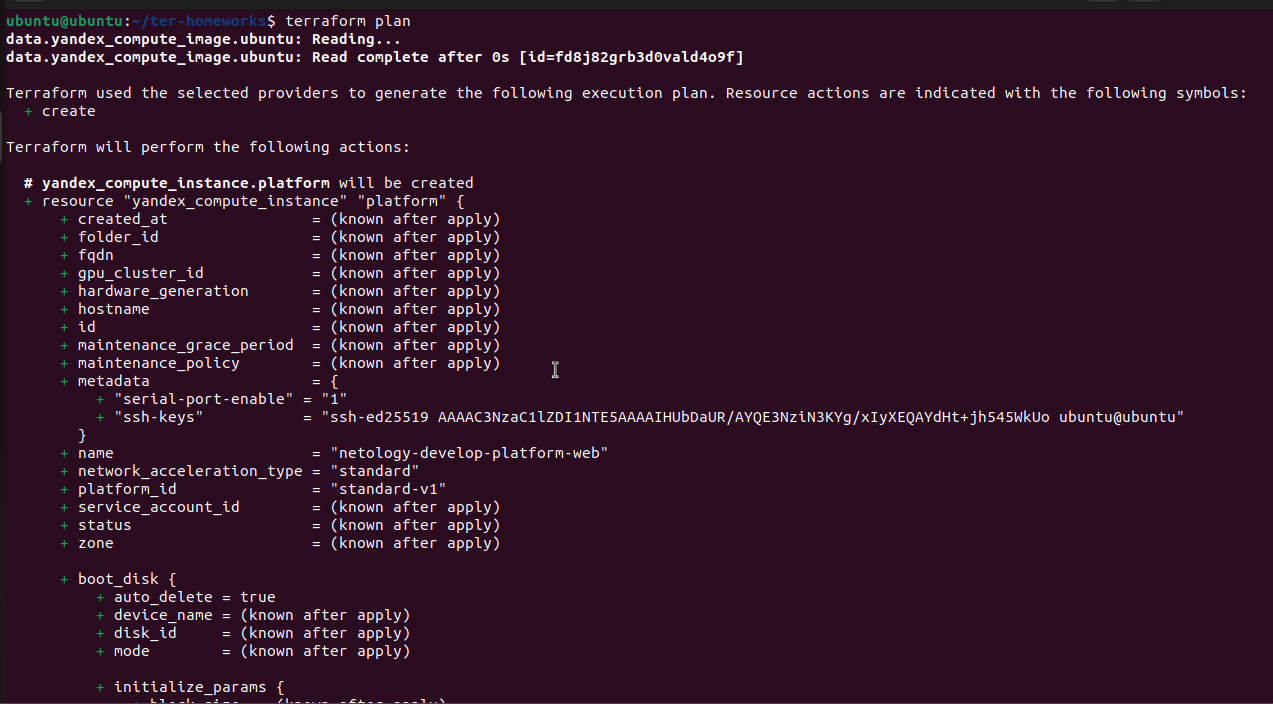 ubuntu@ubuntu:~/ter-homeworks$ terraform plan
data.yandex_compute_image.ubuntu: Reading...
data.yandex_compute_image.ubuntu: Read complete after 0s [id=fd8j82grb3d0vald4o9f]
Terraform used the selected providers to generate the following execution plan. Resource actions are indicated with the following symbols:
+ create
Terraform will perform the following actions:
# yandex_compute_instance.platform will be created
+ resource "yandex_compute_instance" "platform" {
+ created_at = (known after apply)
+ folder_id = (known after apply)
+ fqdn = (known after apply)
+ gpu_cluster_id = (known after apply)
+ hardware_generation = (known after apply)
+ hostname = (known after apply)
+ id = (known after apply)
+ maintenance_grace_period = (known after apply)
+ maintenance_policy = (known after apply)
+ metadata = {
+ "serial-port-enable" = "1"
+ "ssh-keys" = "ssh-ed25519 AAAAC3NzaC1lZDI1NTE5AAAAIHUbDaUR/AYQE3NziN3KYg/xIyXEQAYdHt+jh545WkUo ubuntu@ubuntu"
}
+ name = "netology-develop-platform-web"
+ network_acceleration_type = "standard"
+ platform_id = "standard-v1"
+ service_account_id = (known after apply)
+ status = (known after apply)
+ zone = (known after apply)
+ boot_disk {
+ auto_delete = true
+ device_name = (known after apply)
+ disk_id = (known after apply)
+ mode = (known after apply)
+ initialize_params {
+ block_size = (known after apply)